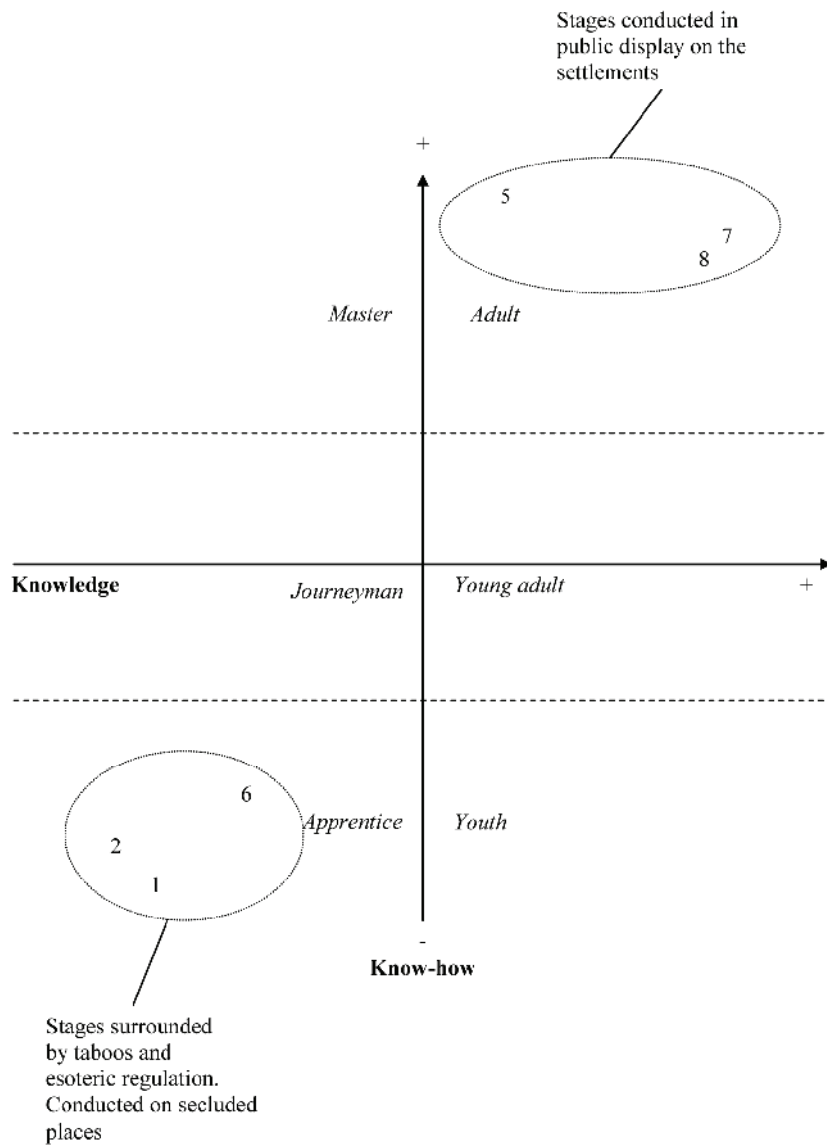 Stages conducted in
public display on the
settlements
+
5
7
8
Master Adult
Knowledge Journeyman Young adult +
6
Apprentice Youth
2
1
-
Know-how
Stages surrounded
by taboos and
esoteric regulation.
Conducted on secluded
places